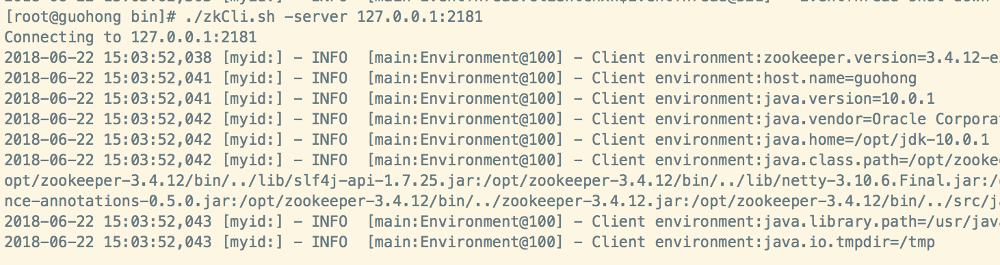 [root@guohong bin]# ./zkCli.sh -server 127.0.0.1:2181
Connecting to 127.0.0.1:2181
2018-06-22 15:03:52,038 [myid:] - INFO  [main:Environment@100] - Client environment:zookeeper.version=3.4.12-e
2018-06-22 15:03:52,041 [myid:] - INFO  [main:Environment@100] - Client environment:host.name=guohong
2018-06-22 15:03:52,041 [myid:] - INFO  [main:Environment@100] - Client environment:java.version=10.0.1
2018-06-22 15:03:52,042 [myid:] - INFO  [main:Environment@100] - Client environment:java.vendor=Oracle Corporat
2018-06-22 15:03:52,042 [myid:] - INFO  [main:Environment@100] - Client environment:java.home=/opt/jdk-10.0.1
2018-06-22 15:03:52,042 [myid:] - INFO  [main:Environment@100] - Client environment:java.class.path=/opt/zooke
opt/zookeeper-3.4.12/bin/../lib/slf4j-api-1.7.25.jar:/opt/zookeeper-3.4.12/bin/../lib/netty-3.10.6.Final.jar:/
nce-annotations-0.5.0.jar:/opt/zookeeper-3.4.12/bin/../zookeeper-3.4.12.jar:/opt/zookeeper-3.4.12/bin/../src/j
2018-06-22 15:03:52,043 [myid:] - INFO  [main:Environment@100] - Client environment:java.library.path=/usr/java
2018-06-22 15:03:52,043 [myid:] - INFO  [main:Environment@100] - Client environment:java.io.tmpdir=/tmp